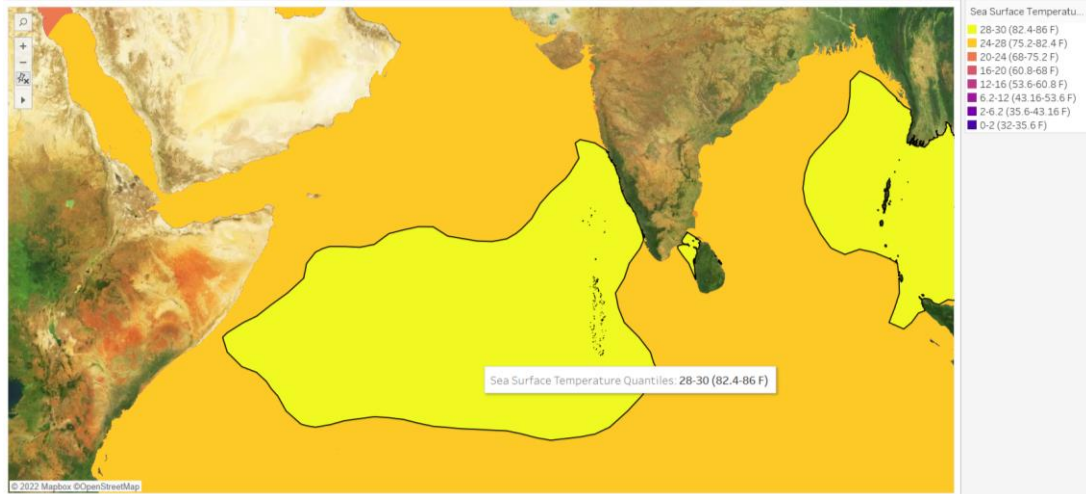 Sea Surface Temperatu...
28-30 (82.4-86 F)
24-28 (75.2-82.4 F)
20-24 (68-75.2 F)
16-20 (60.8-68 F)
12-16 (53.6-60.8 F)
6.2-12 (43.16-53.6 F)
2-6.2 (35.6-43.16 F)
0-2 (32-35.6 F)
Sea Surface Temperature Quantiles: 28-30 (82.4-86 F)
© 2022 Mapbox ©OpenStreetMap